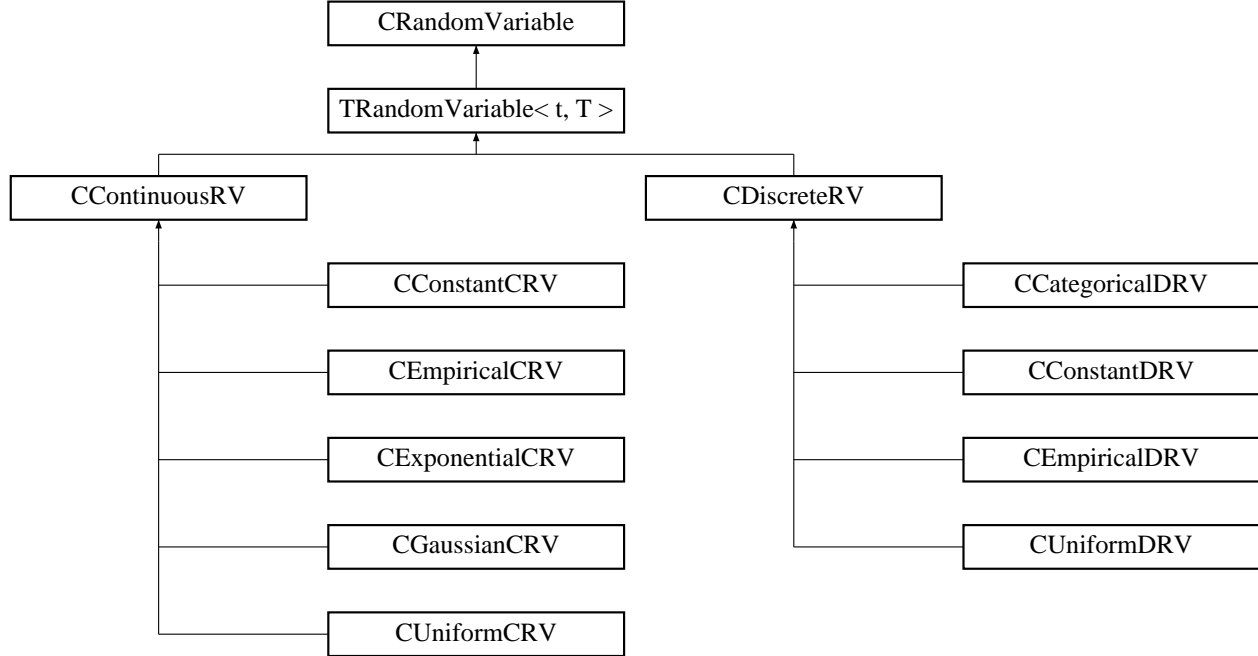 CRandomVariable
TRandomVariable< t, T >
CContinuousRV
CDiscreteRV
CConstantCRV
CCategoricalDRV
CEmpiricalCRV
CConstantDRV
CExponentialCRV
CEmpiricalDRV
CGaussianCRV
CUniformDRV
CUniformCRV